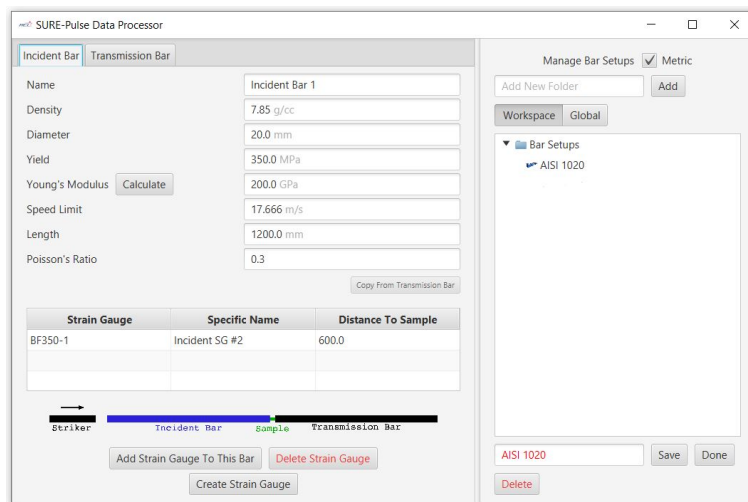 SURE-Pulse Data Processor
Incident Bar Transmission Bar
Name Incident Bar 1
Density 7.85 g/cc
Diameter 20.0 mm
Yield 350.0 MPa
Young's Modulus Calculate 200.0 GPa
Speed Limit 17.666 m/s
Length 1200.0 mm
Poisson's Ratio 0.3
Copy From Transmission Bar
Strain Gauge Specific Name Distance To Sample
BF350-1 Incident SG #2 600.0
Striker Incident Bar Sample Transmission Bar
Add Strain Gauge To This Bar Delete Strain Gauge
Create Strain Gauge
Manage Bar Setups Metric
Add New Folder Add
Workspace Global
Bar Setups
AISI 1020
AISI 1020 Save Done
Delete